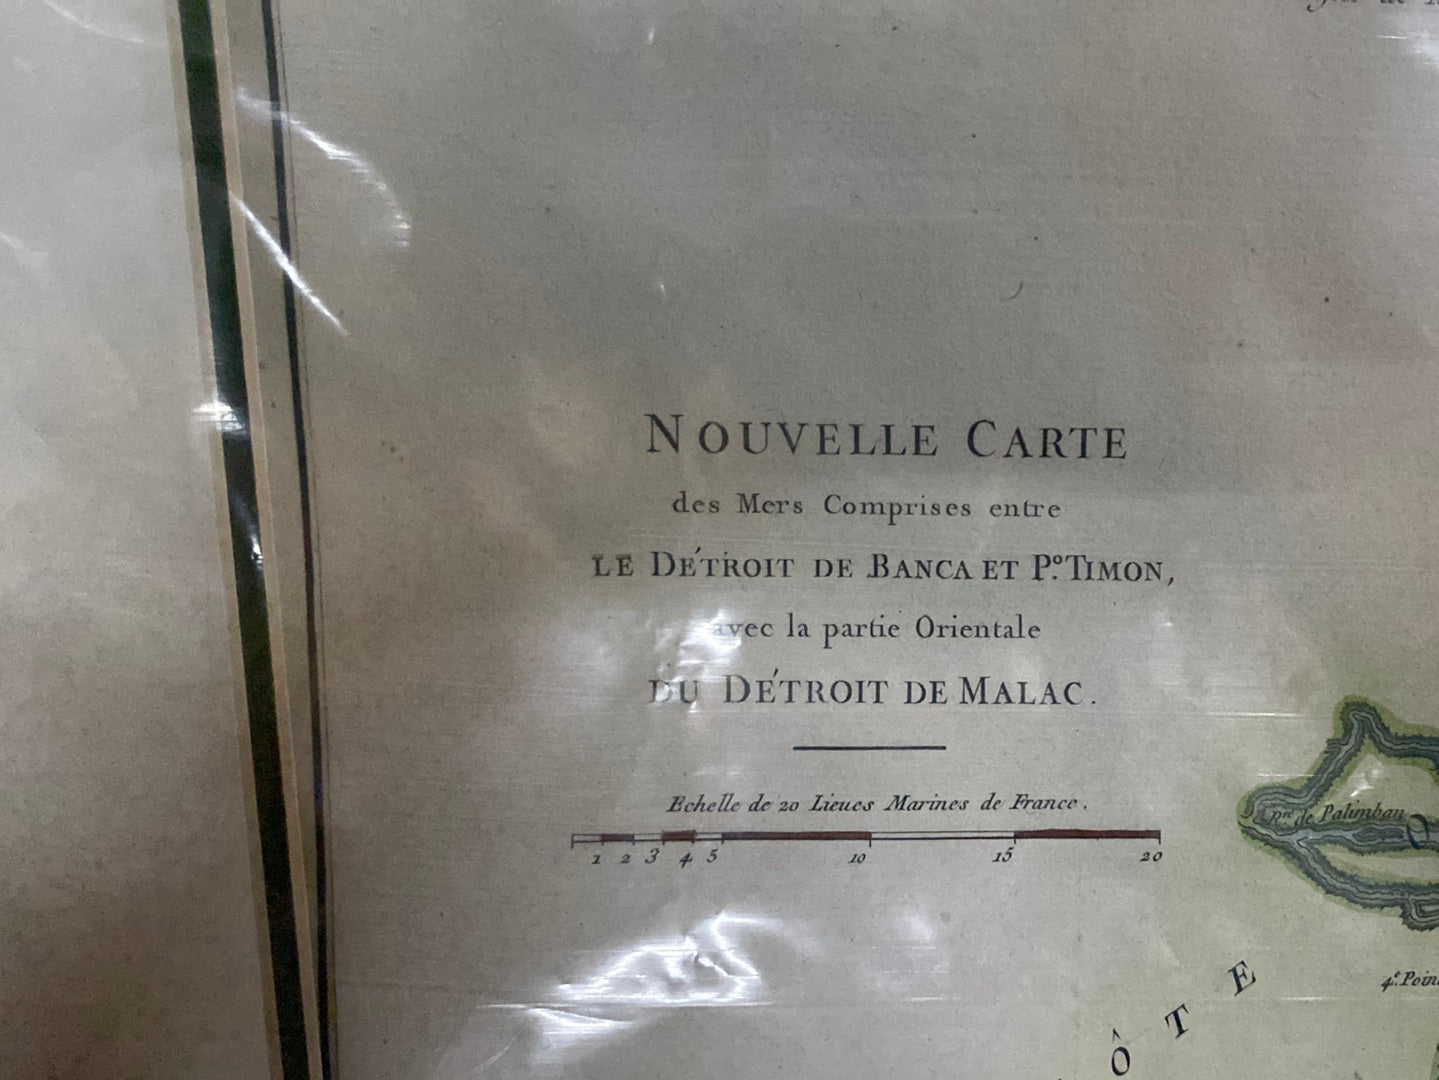 NOUVELLE CARTE
des Mers Comprises entre
LE DÉTROIT DE BANCA ET P.º TIMON,
avec la partie Orientale
DU DÉTROIT DE MALAC.
Echelle de 20 Lieues Marines de France.
1 2 3 4 5 10 15 20
R.re de Palimban
4.e Poin
ÔTE